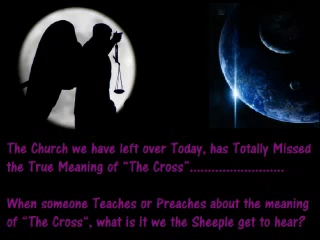 The Church we have left over Today, has Totally Missed
the True Meaning of "The Cross"..........................
When someone Teaches or Preaches about the meaning
of "The Cross", what is it we the Sheeple get to hear?